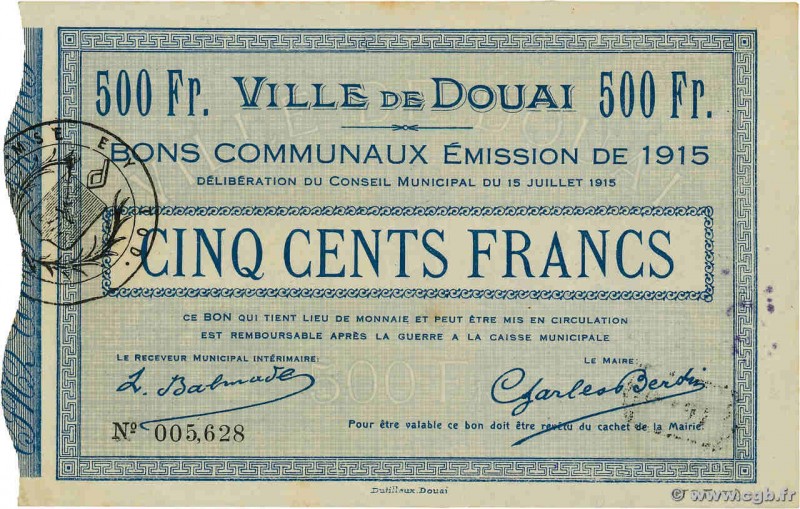 500 Fr. VILLE DE DOUAI 500 Fr.
BONS COMMUNAUX ÉMISSION DE 1915
DÉLIBÉRATION DU CONSEIL MUNICIPAL DU 15 JUILLET 1915
CINQ CENTS FRANCS
CE BON QUI TIENT LIEU DE MONNAIE ET PEUT ÊTRE MIS EN CIRCULATION
EST REMBOURSABLE APRÈS LA GUERRE A LA CAISSE MUNICIPALE
LE RECEVEUR MUNICIPAL INTÉRIMAIRE:
LE MAIRE:
500 Fr
L. Balmade
Charles Bertin
Nº 005,628
Pour être valable ce bon doit être revêtu du cachet de la Mairie.
Dutilleux. Douai
© www.cgb.fr